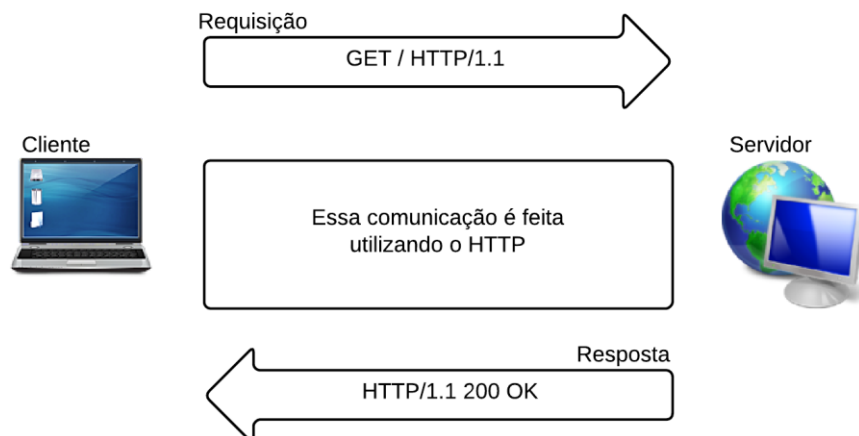 Requisição
GET / HTTP/1.1
Cliente
Servidor
Essa comunicação é feita
utilizando o HTTP
Resposta
HTTP/1.1 200 OK